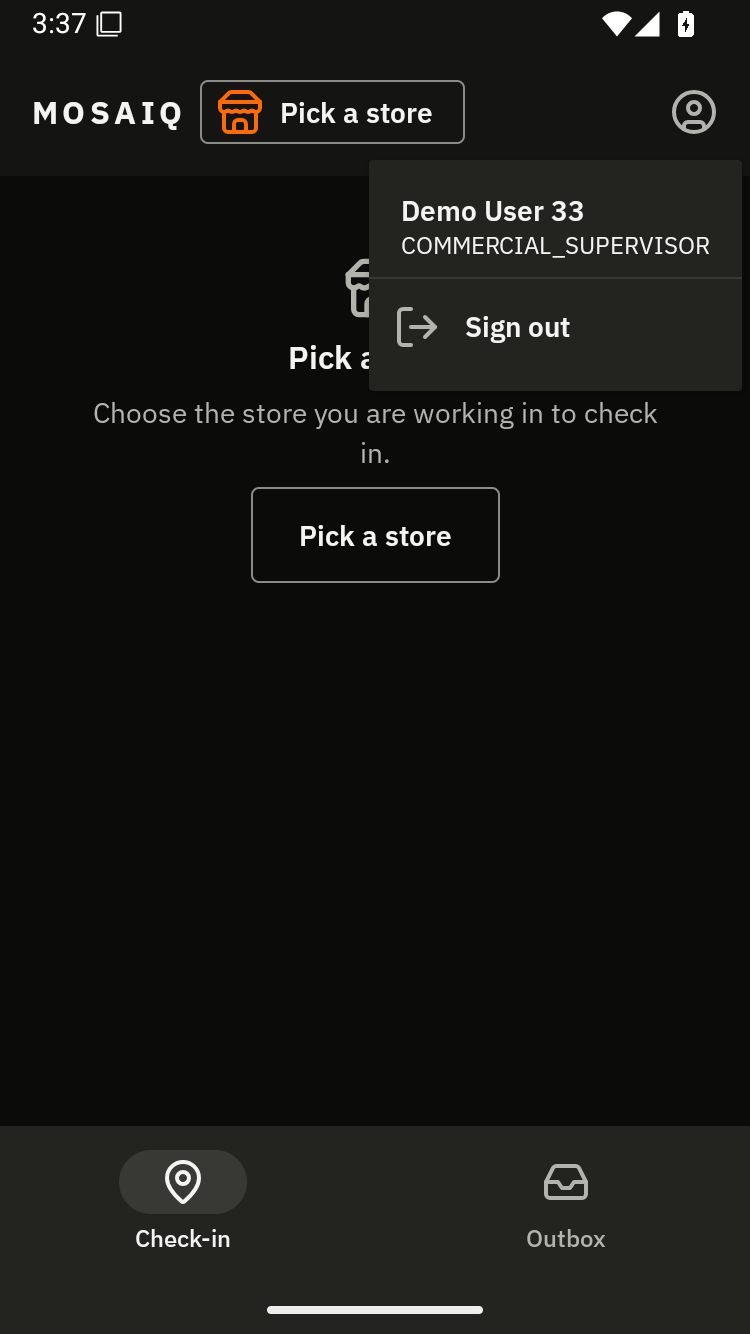 3:37
MOSAIQ
Pick a store
Demo User 33
COMMERCIAL_SUPERVISOR
Sign out
Pick a
Choose the store you are working in to check
in.
Pick a store
Check-in
Outbox